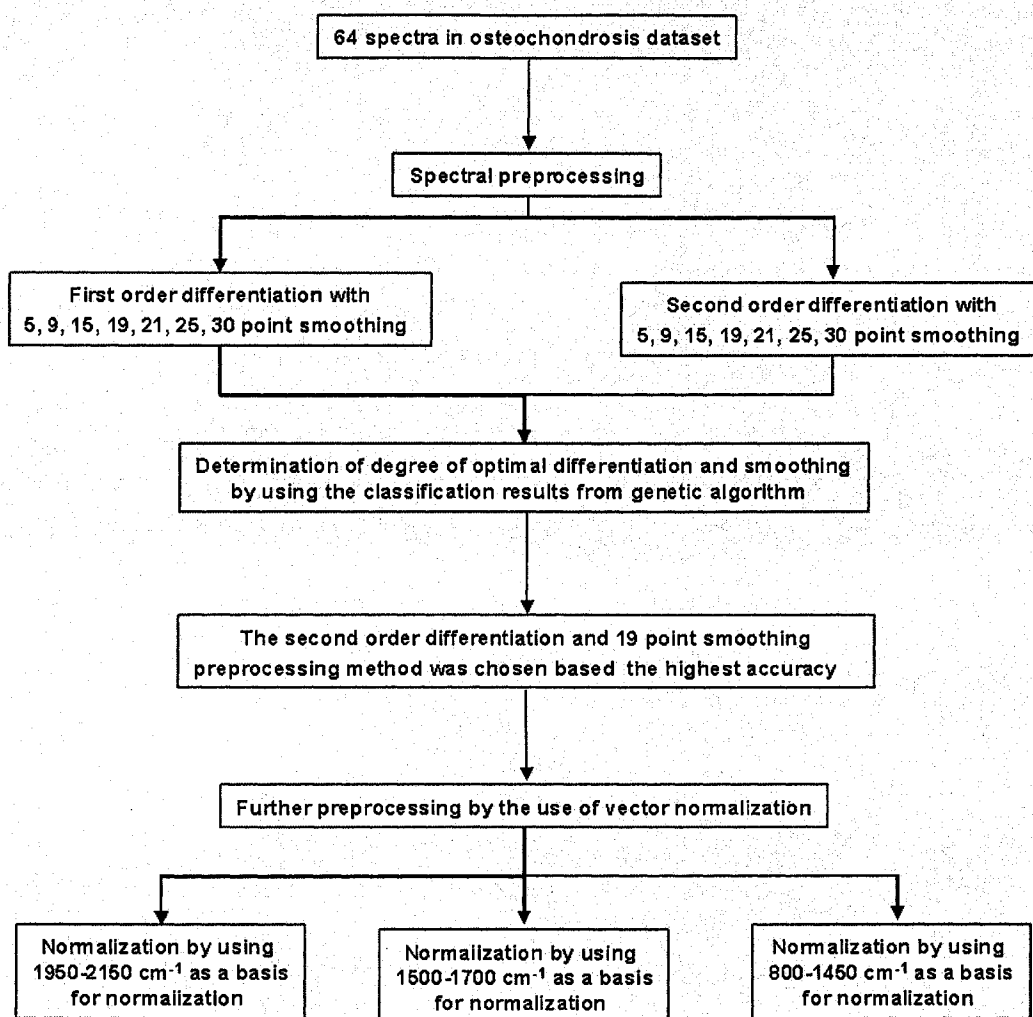 64 spectra in osteochondrosis dataset
Spectral preprocessing
First order differentiation with
5, 9, 15, 19, 21, 25, 30 point smoothing
Second order differentiation with
5, 9, 15, 19, 21, 25, 30 point smoothing
Determination of degree of optimal differentiation and smoothing
by using the classification results from genetic algorithm
The second order differentiation and 19 point smoothing
preprocessing method was chosen based the highest accuracy
Further preprocessing by the use of vector normalization
Normalization by using
1950-2150 cm⁻¹ as a basis
for normalization
Normalization by using
1500-1700 cm⁻¹ as a basis
for normalization
Normalization by using
800-1450 cm⁻¹ as a basis
for normalization